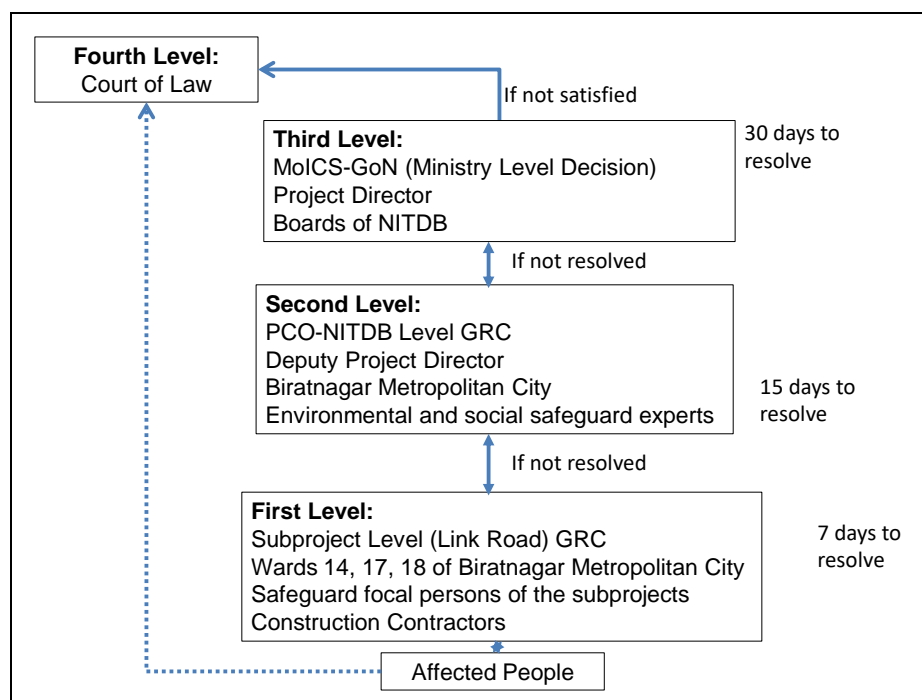 Fourth Level:
Court of Law
If not satisfied
Third Level:
MoICS-GoN (Ministry Level Decision)
Project Director
Boards of NITDB
30 days to
resolve
If not resolved
Second Level:
PCO-NITDB Level GRC
Deputy Project Director
Biratnagar Metropolitan City
Environmental and social safeguard experts
15 days to
resolve
If not resolved
First Level:
Subproject Level (Link Road) GRC
Wards 14, 17, 18 of Biratnagar Metropolitan City
Safeguard focal persons of the subprojects
Construction Contractors
7 days to
resolve
Affected People